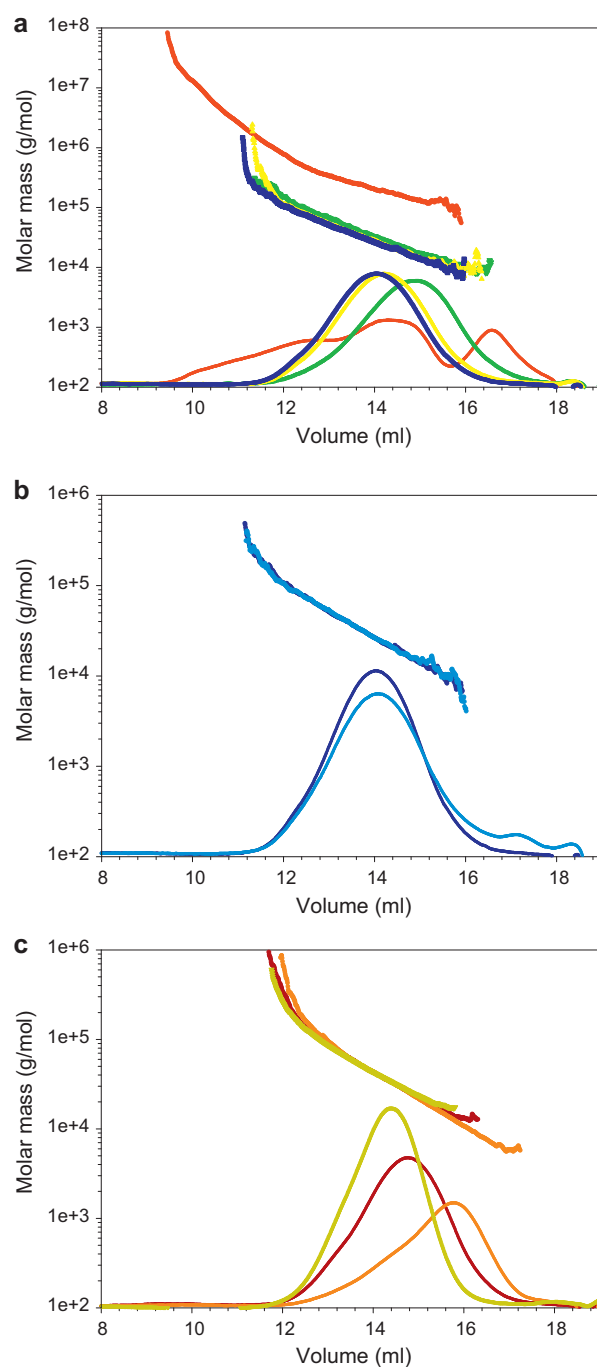 a
1e+8
1e+7
1e+6
1e+5
1e+4
1e+3
1e+2
Molar mass (g/mol)
8 10 12 14 16 18
Volume (ml)
b
1e+6
1e+5
1e+4
1e+3
1e+2
Molar mass (g/mol)
8 10 12 14 16 18
Volume (ml)
c
1e+6
1e+5
1e+4
1e+3
1e+2
Molar mass (g/mol)
8 10 12 14 16 18
Volume (ml)